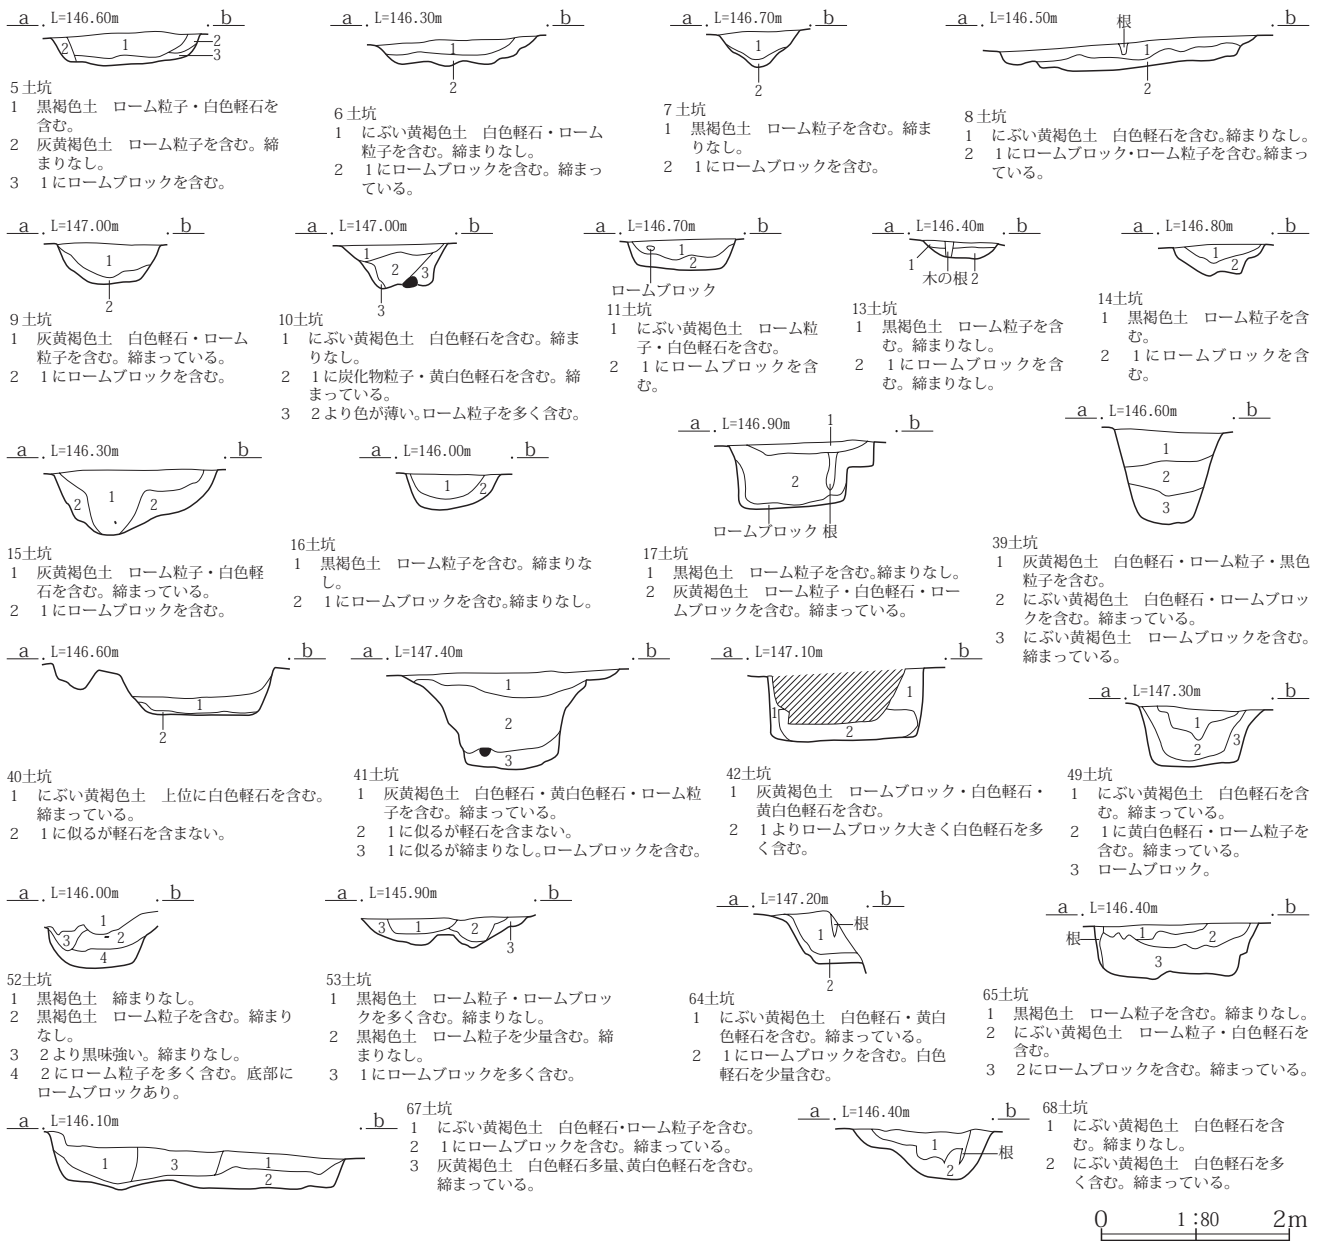 a L=146.60m b
1
2
2
3
5土坑
1 黒褐色土 ローム粒子・白色軽石を
含む。
2 灰黄褐色土 ローム粒子を含む。締
まりなし。
3 1にロームブロックを含む。
a L=146.30m b
1
2
6土坑
1 にぶい黄褐色土 白色軽石・ローム
粒子を含む。締まりなし。
2 1にロームブロックを含む。締まっ
ている。
a L=146.70m b
1
2
7土坑
1 黒褐色土 ローム粒子を含む。締ま
りなし。
2 1にロームブロックを含む。
a L=146.50m b
根
1
2
8土坑
1 にぶい黄褐色土 白色軽石を含む。締まりなし。
2 1にロームブロック・ローム粒子を含む。締まっ
ている。
a L=147.00m b
1
2
9土坑
1 灰黄褐色土 白色軽石・ローム
粒子を含む。締まっている。
2 1にロームブロックを含む。
a L=147.00m b
1
2 3
3
10土坑
1 にぶい黄褐色土 白色軽石を含む。締ま
りなし。
2 1に炭化物粒子・黄白色軽石を含む。締
まっている。
3 2より色が薄い。ローム粒子を多く含む。
a L=146.70m b
1
2
ロームブロック
11土坑
1 にぶい黄褐色土 ローム粒
子・白色軽石を含む。
2 1にロームブロックを含
む。
a L=146.40m b
1
木の根 2
13土坑
1 黒褐色土 ローム粒子を含
む。締まりなし。
2 1にロームブロックを含
む。締まりなし。
a L=146.80m b
1
2
14土坑
1 黒褐色土 ローム粒子を含
む。
2 1にロームブロックを含
む。
a L=146.30m b
1
2 2
15土坑
1 灰黄褐色土 ローム粒子・白色軽
石を含む。締まっている。
2 1にロームブロックを含む。
a L=146.00m b
1 2
16土坑
1 黒褐色土 ローム粒子を含む。締まりな
し。
2 1にロームブロックを含む。締まりなし。
a L=146.90m b
1
2
ロームブロック 根
17土坑
1 黒褐色土 ローム粒子を含む。締まりなし。
2 灰黄褐色土 ローム粒子・白色軽石・ロー
ムブロックを含む。締まっている。
a L=146.60m b
1
2
3
39土坑
1 灰黄褐色土 白色軽石・ローム粒子・黒色
粒子を含む。
2 にぶい黄褐色土 白色軽石・ロームブロッ
クを含む。締まっている。
3 にぶい黄褐色土 ロームブロックを含む。
締まっている。
a L=146.60m b
1
2
40土坑
1 にぶい黄褐色土 上位に白色軽石を含む。
締まっている。
2 1に似るが軽石を含まない。
a L=147.40m b
1
2
3
41土坑
1 灰黄褐色土 白色軽石・黄白色軽石・ローム粒
子を含む。締まっている。
2 1に似るが軽石を含まない。
3 1に似るが締まりなし。ロームブロックを含む。
a L=147.10m b
1
1
2
42土坑
1 灰黄褐色土 ロームブロック・白色軽石・
黄白色軽石を含む。
2 1よりロームブロック大きく白色軽石を多
く含む。
a L=147.30m b
1
2 3
49土坑
1 にぶい黄褐色土 白色軽石を含
む。締まっている。
2 1に黄白色軽石・ローム粒子を
含む。締まっている。
3 ロームブロック。
a L=146.00m b
1
3 2
4
52土坑
1 黒褐色土 締まりなし。
2 黒褐色土 ローム粒子を含む。締まり
なし。
3 2より黒味強い。締まりなし。
4 2にローム粒子を多く含む。底部に
ロームブロックあり。
a L=145.90m b
3 1 2
3
53土坑
1 黒褐色土 ローム粒子・ロームブロッ
クを多く含む。締まりなし。
2 黒褐色土 ローム粒子を少量含む。締
まりなし。
3 1にロームブロックを多く含む。
a L=147.20m b
根
1
2
64土坑
1 にぶい黄褐色土 白色軽石・黄白
色軽石を含む。締まっている。
2 1にロームブロックを含む。白色
軽石を少量含む。
a L=146.40m b
根 1 2
3
65土坑
1 黒褐色土 ローム粒子を含む。締まりなし。
2 にぶい黄褐色土 ローム粒子・白色軽石を
含む。
3 2にロームブロックを含む。締まっている。
a L=146.10m b
1 3 1
2
67土坑
1 にぶい黄褐色土 白色軽石・ローム粒子を含む。
2 1にロームブロックを含む。締まっている。
3 灰黄褐色土 白色軽石多量、黄白色軽石を含む。
締まっている。
a L=146.40m b
1
根
2
68土坑
1 にぶい黄褐色土 白色軽石を含
む。締まりなし。
2 にぶい黄褐色土 白色軽石を多
く含む。締まっている。
0 1:80 2m